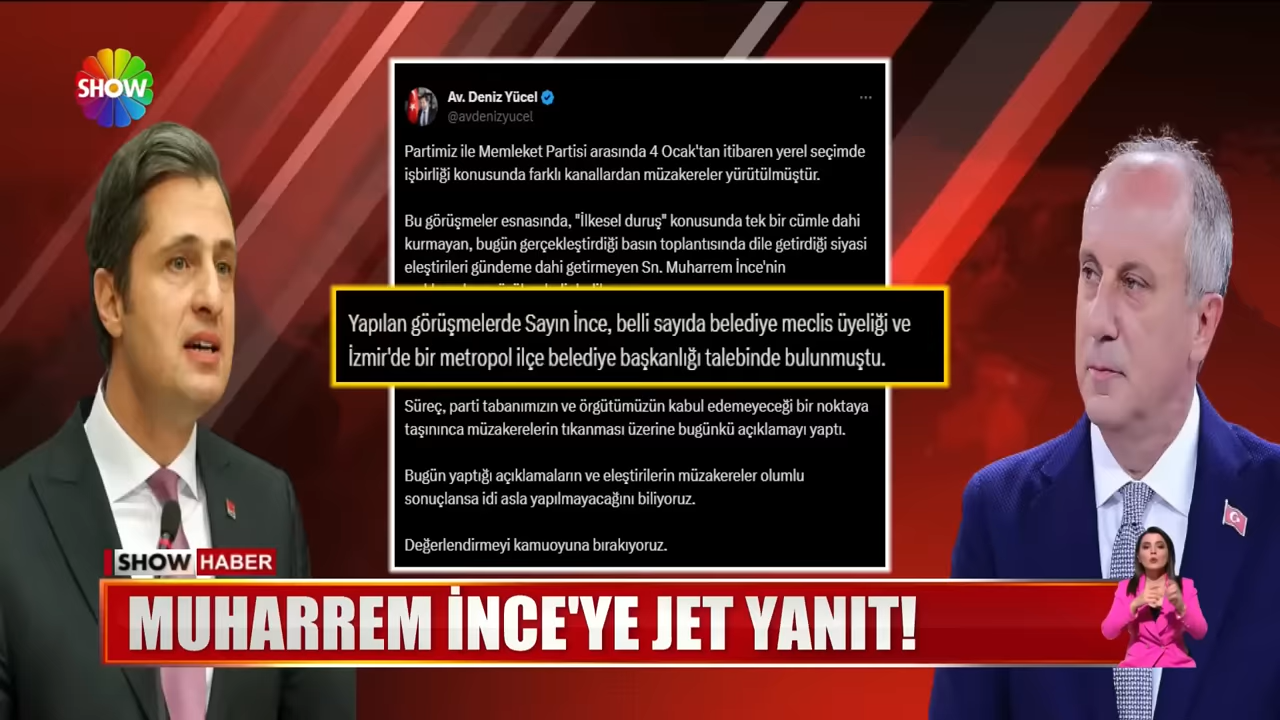 SHOW
Av. Deniz Yücel
@avdenizyucel
Partimiz ile Memleket Partisi arasında 4 Ocak'tan itibaren yerel seçimde
işbirliği konusunda farklı kanallardan müzakereler yürütülmüştür.
Bu görüşmeler esnasında, "İlkesel duruş" konusunda tek bir cümle dahi
kurmayan, bugün gerçekleştirdiği basın toplantısında dile getirdiği siyasi
eleştirileri gündeme dahi getirmeyen Sn. Muharrem İnce'nin
Yapılan görüşmelerde Sayın İnce, belli sayıda belediye meclis üyeliği ve
İzmir'de bir metropol ilçe belediye başkanlığı talebinde bulunmuştu.
Süreç, parti tabanımızın ve örgütümüzün kabul edemeyeceği bir noktaya
taşınınca müzakerelerin tıkanması üzerine bugünkü açıklamayı yaptı.
Bugün yaptığı açıklamaların ve eleştirilerin müzakereler olumlu
sonuçlansa idi asla yapılmayacağını biliyoruz.
Değerlendirmeyi kamuoyuna bırakıyoruz.
SHOW HABER
MUHARREM İNCE'YE JET YANIT!